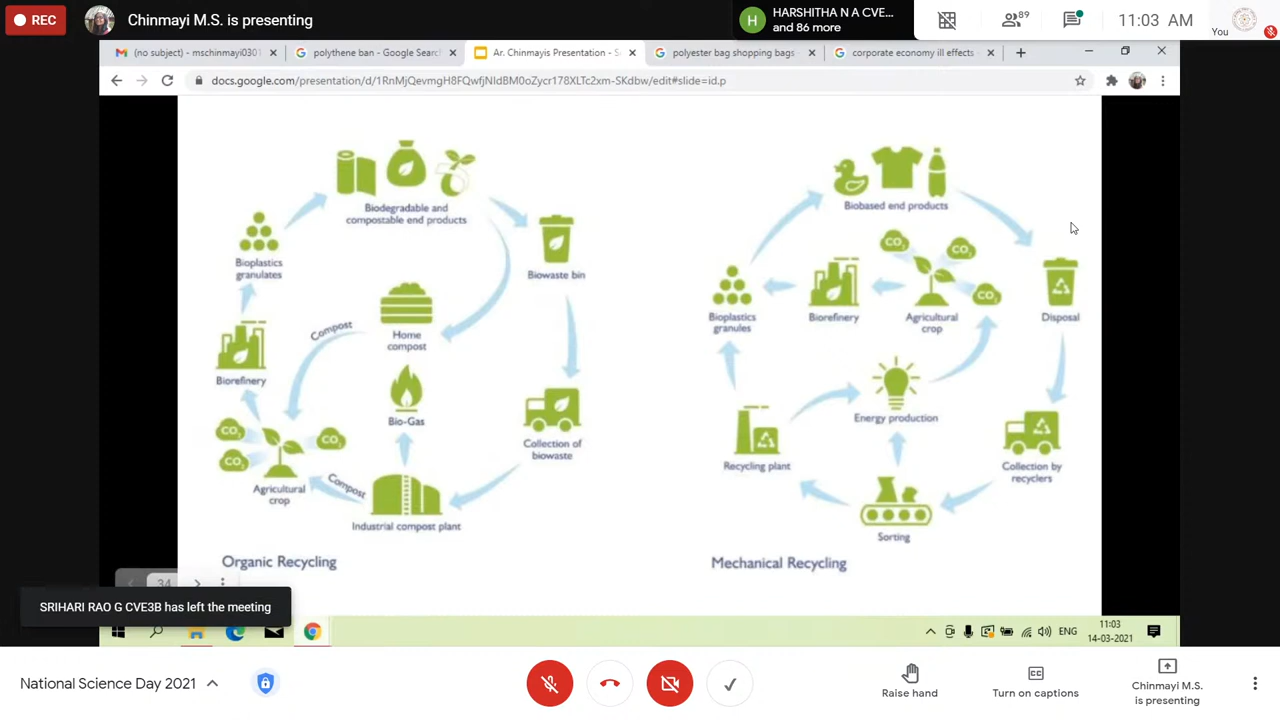 REC
Chinmayi M.S. is presenting
H
HARSHITHA N A CVE3...
and 86 more
89
11:03 AM
You
(no subject) - mschinmayi030
polythene ban - Google Searc
Ar. Chinmayis Presentation - S
polyester bag shopping bags
corporate economy ill effects
docs.google.com/presentation/d/1RnMjQevmgH8FQwfjNIdBM0oZycr178XLTc2xm-SKdbw/edit#slide=id.p
Biodegradable and
compostable end products
Bioplastics
granulates
Biowaste bin
Compost
Home
compost
Biorefinery
Bio-Gas
CO2
CO2
CO2
Collection of
biowaste
Agricultural
crop
Compost
Industrial compost plant
Organic Recycling
Biobased end products
CO2
CO2
CO2
Bioplastics
granules
Biorefinery
Agricultural
crop
Disposal
Energy production
Recycling plant
Collection by
recyclers
Sorting
Mechanical Recycling
34
SRIHARI RAO G CVE3B has left the meeting
ENG
11:03
14-03-2021
National Science Day 2021
Raise hand
Turn on captions
Chinmayi M.S.
is presenting